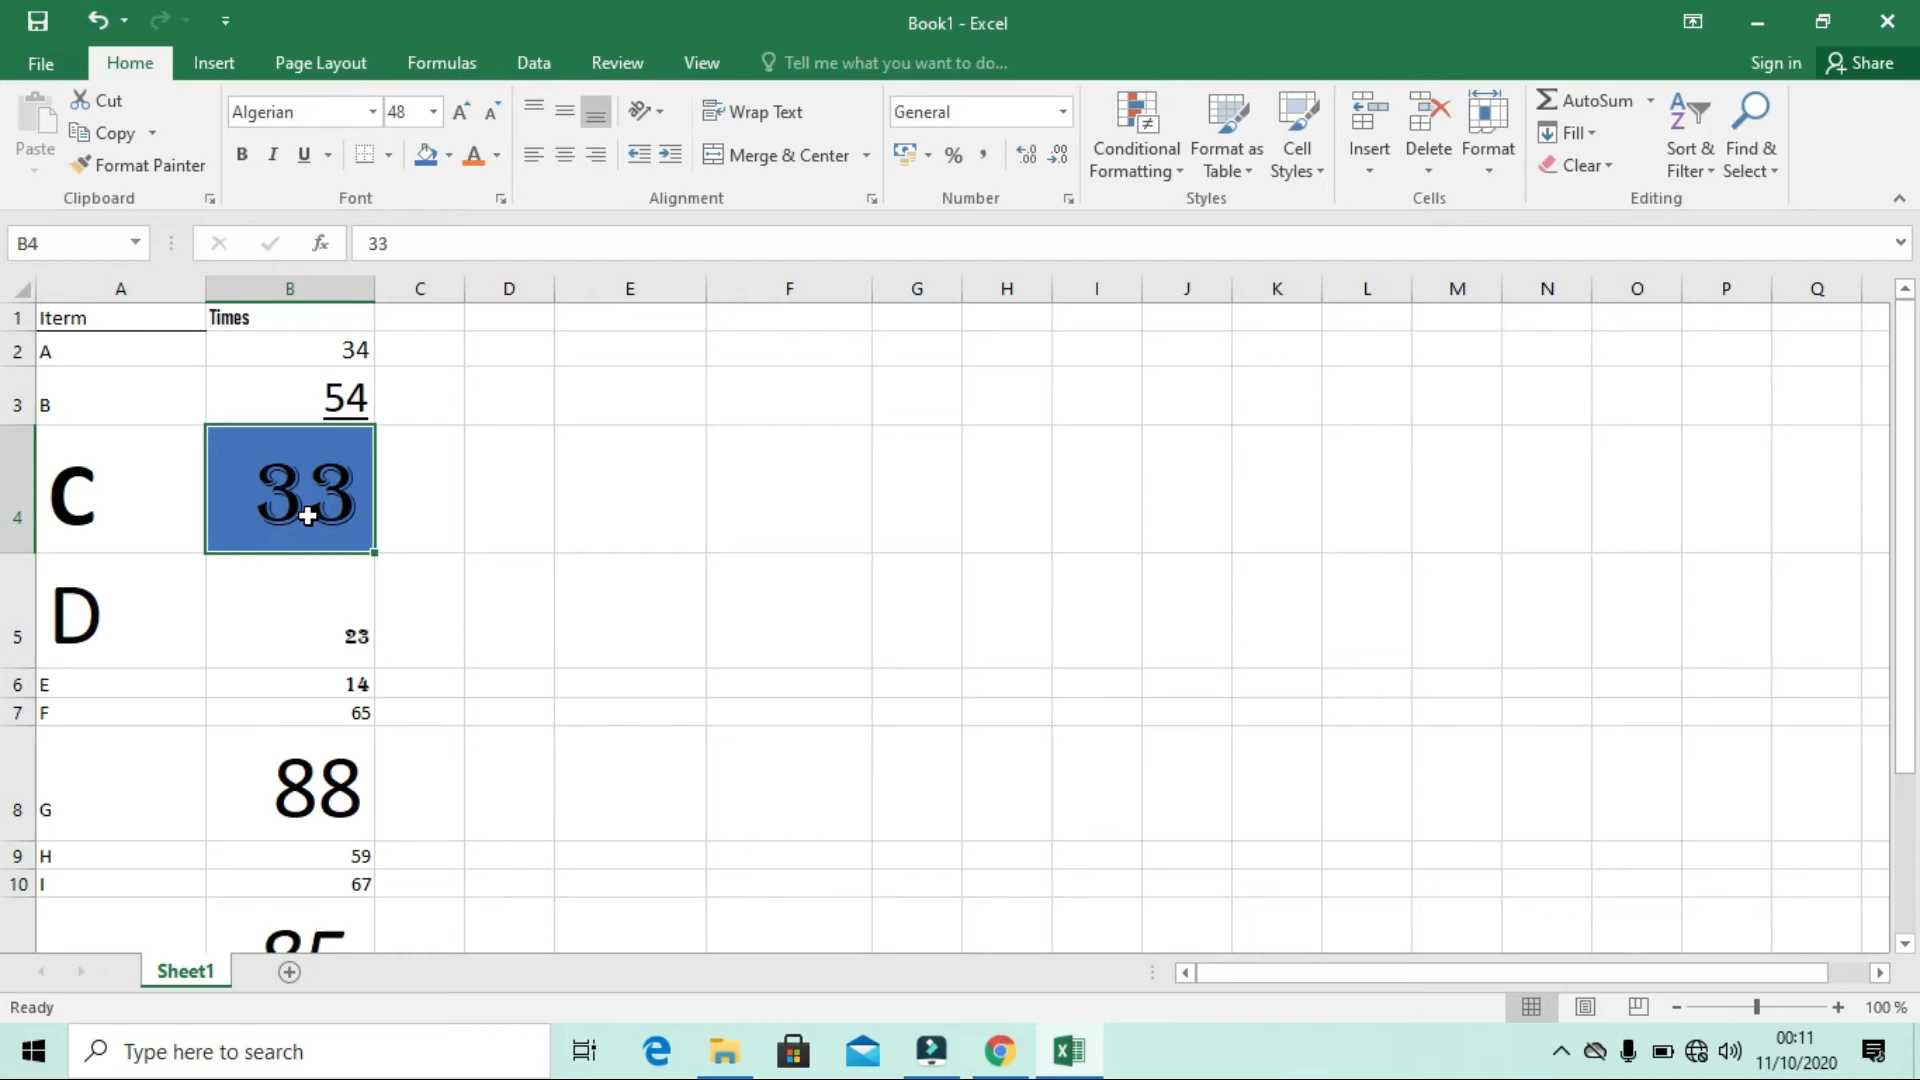 Book1 - Excel
File Home Insert Page Layout Formulas Data Review View Tell me what you want to do... Sign in Share
Paste
Cut
Copy
Format Painter
Clipboard
Algerian 48
B I U
Font
Wrap Text
Merge & Center
Alignment
General
%
Number
Conditional Formatting
Format as Table
Cell Styles
Styles
Insert Delete Format
Cells
AutoSum
Fill
Clear
Sort & Filter
Find & Select
Editing
B4 fx 33
A B C D E F G H I J K L M N O P Q
1 Iterm Times
2 A 34
3 B 54
4 C 33
5 D 23
6 E 14
7 F 65
8 G 88
9 H 59
10 I 67
85
Sheet1
Ready 100 %
Type here to search
00:11
11/10/2020